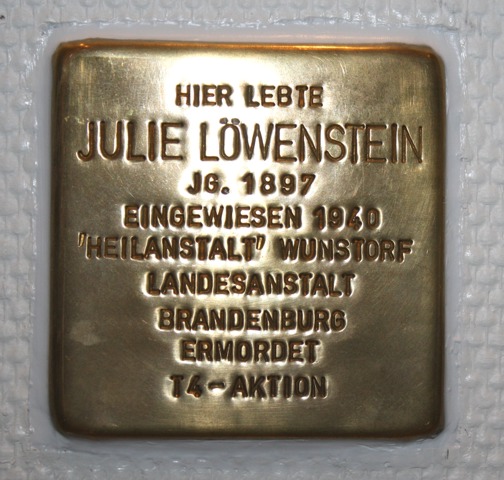 HIER LEBTE
JULIE LÖWENSTEIN
JG. 1897
EINGEWIESEN 1940
'HEILANSTALT' WUNSTORF
LANDESANSTALT
BRANDENBURG
ERMORDET
T4-AKTION